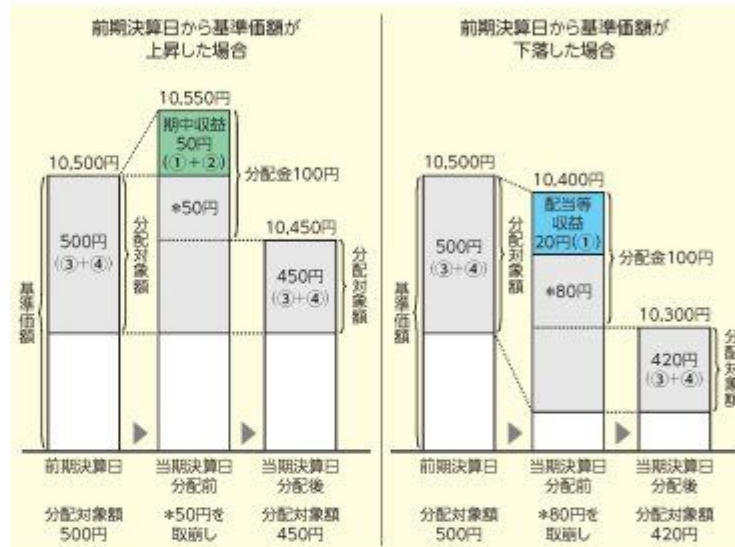 前期決算日から基準価額が
上昇した場合
10,550円
期中収益
50円
(①+②)
10,500円
分配金100円
*50円
10,450円
500円
(③+④)
分配対象額
450円
(③+④)
分配対象額
基準価額
前期決算日
当期決算日
分配前
当期決算日
分配後
分配対象額
500円
*50円を
取崩し
分配対象額
450円
前期決算日から基準価額が
下落した場合
10,500円
10,400円
配当等
収益
20円(①)
分配金100円
500円
(③+④)
分配対象額
*80円
10,300円
420円
(③+④)
分配対象額
基準価額
前期決算日
当期決算日
分配前
当期決算日
分配後
分配対象額
500円
*80円を
取崩し
分配対象額
420円